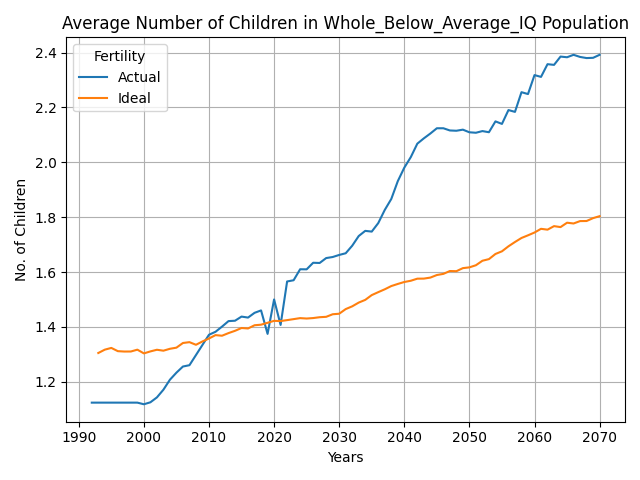 Average Number of Children in Whole_Below_Average_IQ Population
Fertility
Actual
Ideal
2.4
2.2
2.0
1.8
1.6
1.4
1.2
No. of Children
1990 2000 2010 2020 2030 2040 2050 2060 2070
Years